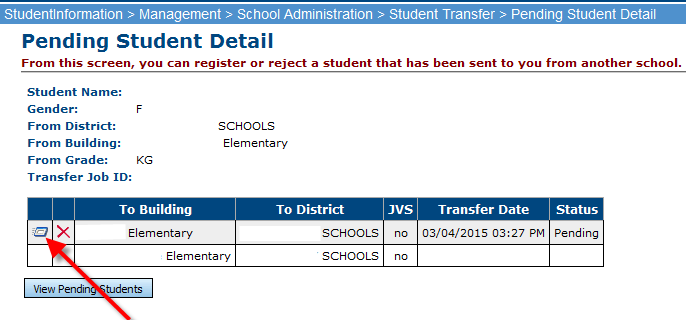 StudentInformation > Management > School Administration > Student Transfer > Pending Student Detail
Pending Student Detail
From this screen, you can register or reject a student that has been sent to you from another school.
Student Name:
Gender: F
From District: SCHOOLS
From Building: Elementary
From Grade: KG
Transfer Job ID:
To Building To District JVS Transfer Date Status
Elementary SCHOOLS no 03/04/2015 03:27 PM Pending
Elementary SCHOOLS no
View Pending Students